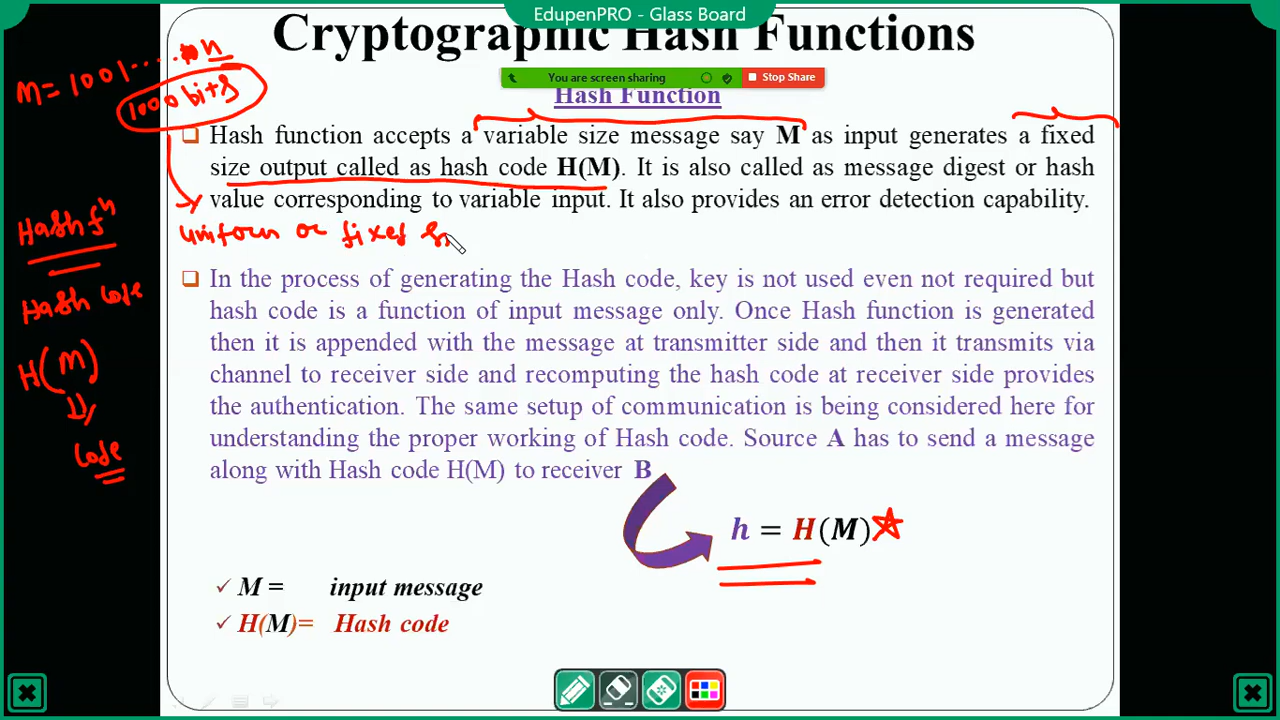 EdupenPRO - Glass Board
Cryptographic Hash Functions
You are screen sharing
Stop Share
Hash Function
M = 1001.... n
1000 bits
Hash function accepts a variable size message say M as input generates a fixed
size output called as hash code H(M). It is also called as message digest or hash
value corresponding to variable input. It also provides an error detection capability.
uniform or fixed
Hash fn
Hash code
H(M)
Code
In the process of generating the Hash code, key is not used even not required but
hash code is a function of input message only. Once Hash function is generated
then it is appended with the message at transmitter side and then it transmits via
channel to receiver side and recomputing the hash code at receiver side provides
the authentication. The same setup of communication is being considered here for
understanding the proper working of Hash code. Source A has to send a message
along with Hash code H(M) to receiver B
h = H(M)
✓ M = input message
✓ H(M)= Hash code